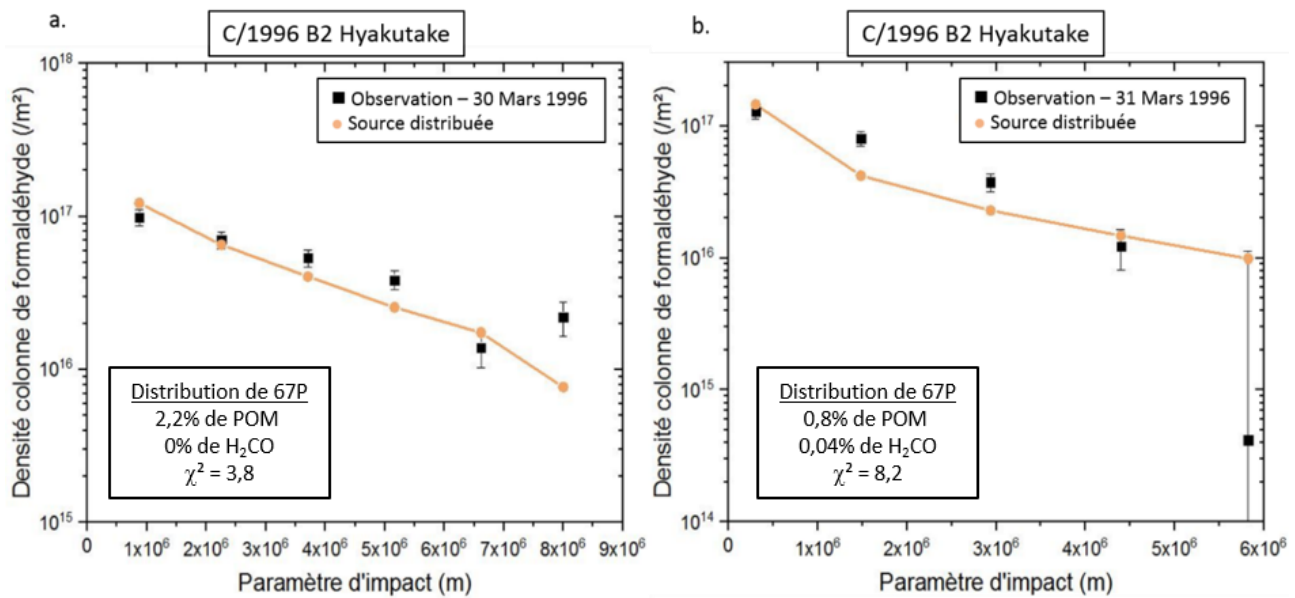 a.
C/1996 B2 Hyakutake
Densité colonne de formaldéhyde (/m²)
10¹⁸
10¹⁷
10¹⁶
10¹⁵
Observation – 30 Mars 1996
Source distribuée
Distribution de 67P
2,2% de POM
0% de H₂CO
χ² = 3,8
0 1x10⁶ 2x10⁶ 3x10⁶ 4x10⁶ 5x10⁶ 6x10⁶ 7x10⁶ 8x10⁶ 9x10⁶
Paramètre d'impact (m)
b.
C/1996 B2 Hyakutake
Densité colonne de formaldéhyde (/m²)
10¹⁷
10¹⁶
10¹⁵
10¹⁴
Observation – 31 Mars 1996
Source distribuée
Distribution de 67P
0,8% de POM
0,04% de H₂CO
χ² = 8,2
0 1x10⁶ 2x10⁶ 3x10⁶ 4x10⁶ 5x10⁶ 6x10⁶
Paramètre d'impact (m)